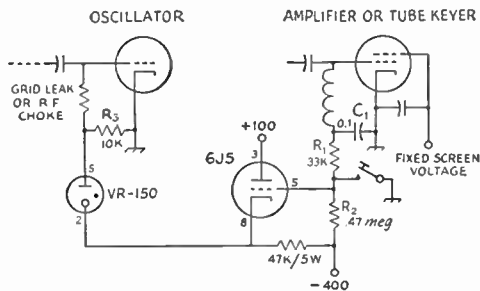 OSCILLATOR
AMPLIFIER OR TUBE KEYER
GRID LEAK
OR R F
CHOKE
R3
10K
+100
C1
0.1
R1
33K
FIXED SCREEN
VOLTAGE
3
6J5
5
5
VR-150
2
8
R2
.47 meg
47K/5W
-400